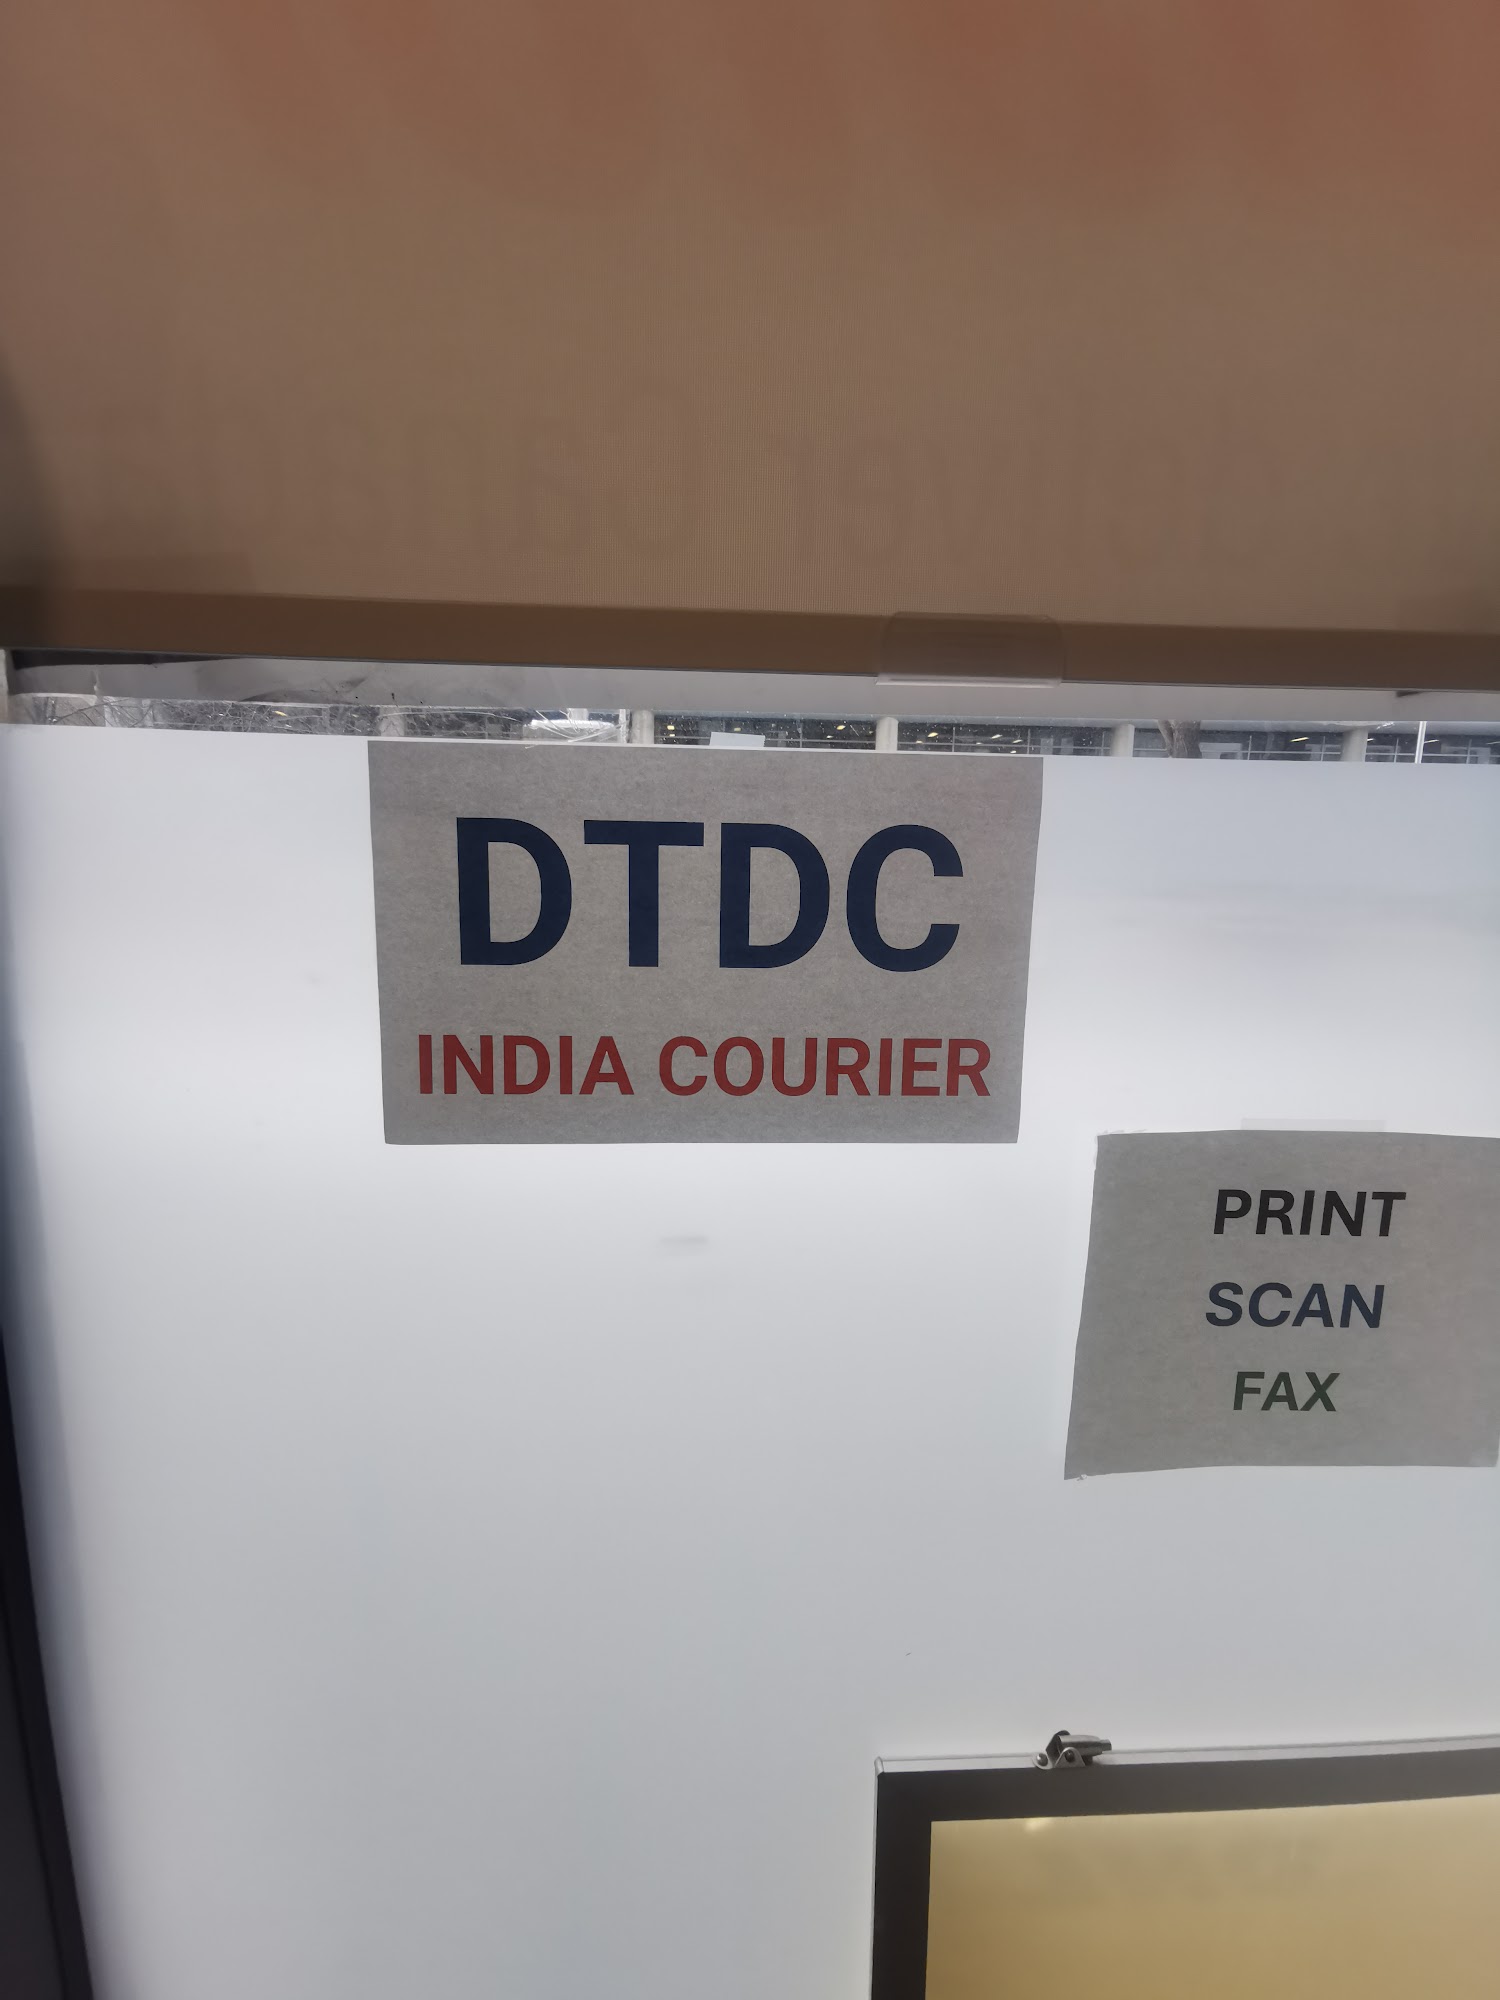 DTDC
INDIA COURIER
PRINT
SCAN
FAX